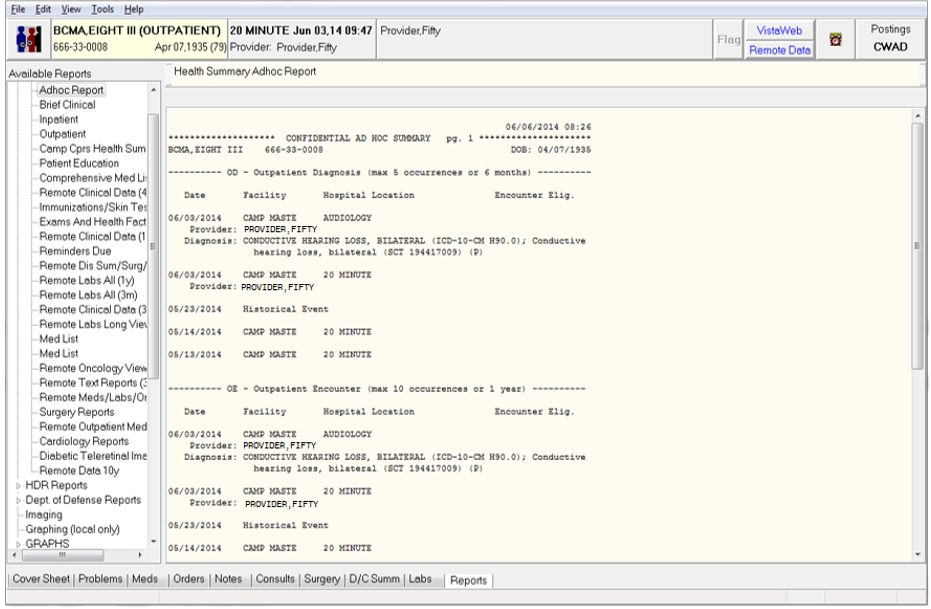 File Edit View Tools Help
BCMA,EIGHT III (OUTPATIENT) 20 MINUTE Jun 03,14 09:47 Provider,Fifty
666-33-0008 Apr 07,1935 (79) Provider: Provider,Fifty
Flag VistaWeb Remote Data Postings CWAD
Available Reports
Adhoc Report
Brief Clinical
Inpatient
Outpatient
Camp Cprs Health Sum
Patient Education
Comprehensive Med Li
Remote Clinical Data (4
Immunizations/Skin Tes
Exams And Health Fact
Remote Clinical Data (1
Reminders Due
Remote Dis Sum/Surg/
Remote Labs All (1y)
Remote Labs All (3m)
Remote Clinical Data (3
Remote Labs Long View
Med List
Med List
Remote Oncology View
Remote Text Reports (3
Remote Meds/Labs/Or
Surgery Reports
Remote Outpatient Med
Cardiology Reports
Diabetic Teleretinal Ima
Remote Data 10y
HDR Reports
Dept. of Defense Reports
Imaging
Graphing (local only)
GRAPHS
Health Summary Adhoc Report
06/06/2014 08:26
******************** CONFIDENTIAL AD HOC SUMMARY pg. 1 *********************
BCMA,EIGHT III 666-33-0008 DOB: 04/07/1935
---------- OD - Outpatient Diagnosis (max 5 occurrences or 6 months) ----------
Date Facility Hospital Location Encounter Elig.
06/03/2014 CAMP MASTE AUDIOLOGY
Provider: PROVIDER,FIFTY
Diagnosis: CONDUCTIVE HEARING LOSS, BILATERAL (ICD-10-CM H90.0); Conductive
hearing loss, bilateral (SCT 194417009) (P)
06/03/2014 CAMP MASTE 20 MINUTE
Provider: PROVIDER,FIFTY
05/23/2014 Historical Event
05/14/2014 CAMP MASTE 20 MINUTE
05/13/2014 CAMP MASTE 20 MINUTE
---------- OE - Outpatient Encounter (max 10 occurrences or 1 year) ----------
Date Facility Hospital Location Encounter Elig.
06/03/2014 CAMP MASTE AUDIOLOGY
Provider: PROVIDER,FIFTY
Diagnosis: CONDUCTIVE HEARING LOSS, BILATERAL (ICD-10-CM H90.0); Conductive
hearing loss, bilateral (SCT 194417009) (P)
06/03/2014 CAMP MASTE 20 MINUTE
Provider: PROVIDER,FIFTY
05/23/2014 Historical Event
05/14/2014 CAMP MASTE 20 MINUTE
Cover Sheet Problems Meds Orders Notes Consults Surgery D/C Summ Labs Reports